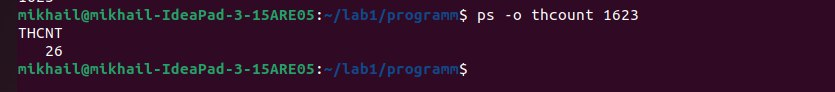 mikhail@mikhail-IdeaPad-3-15ARE05:~/lab1/programm$ ps -o thcount 1623
THCNT
   26
mikhail@mikhail-IdeaPad-3-15ARE05:~/lab1/programm$